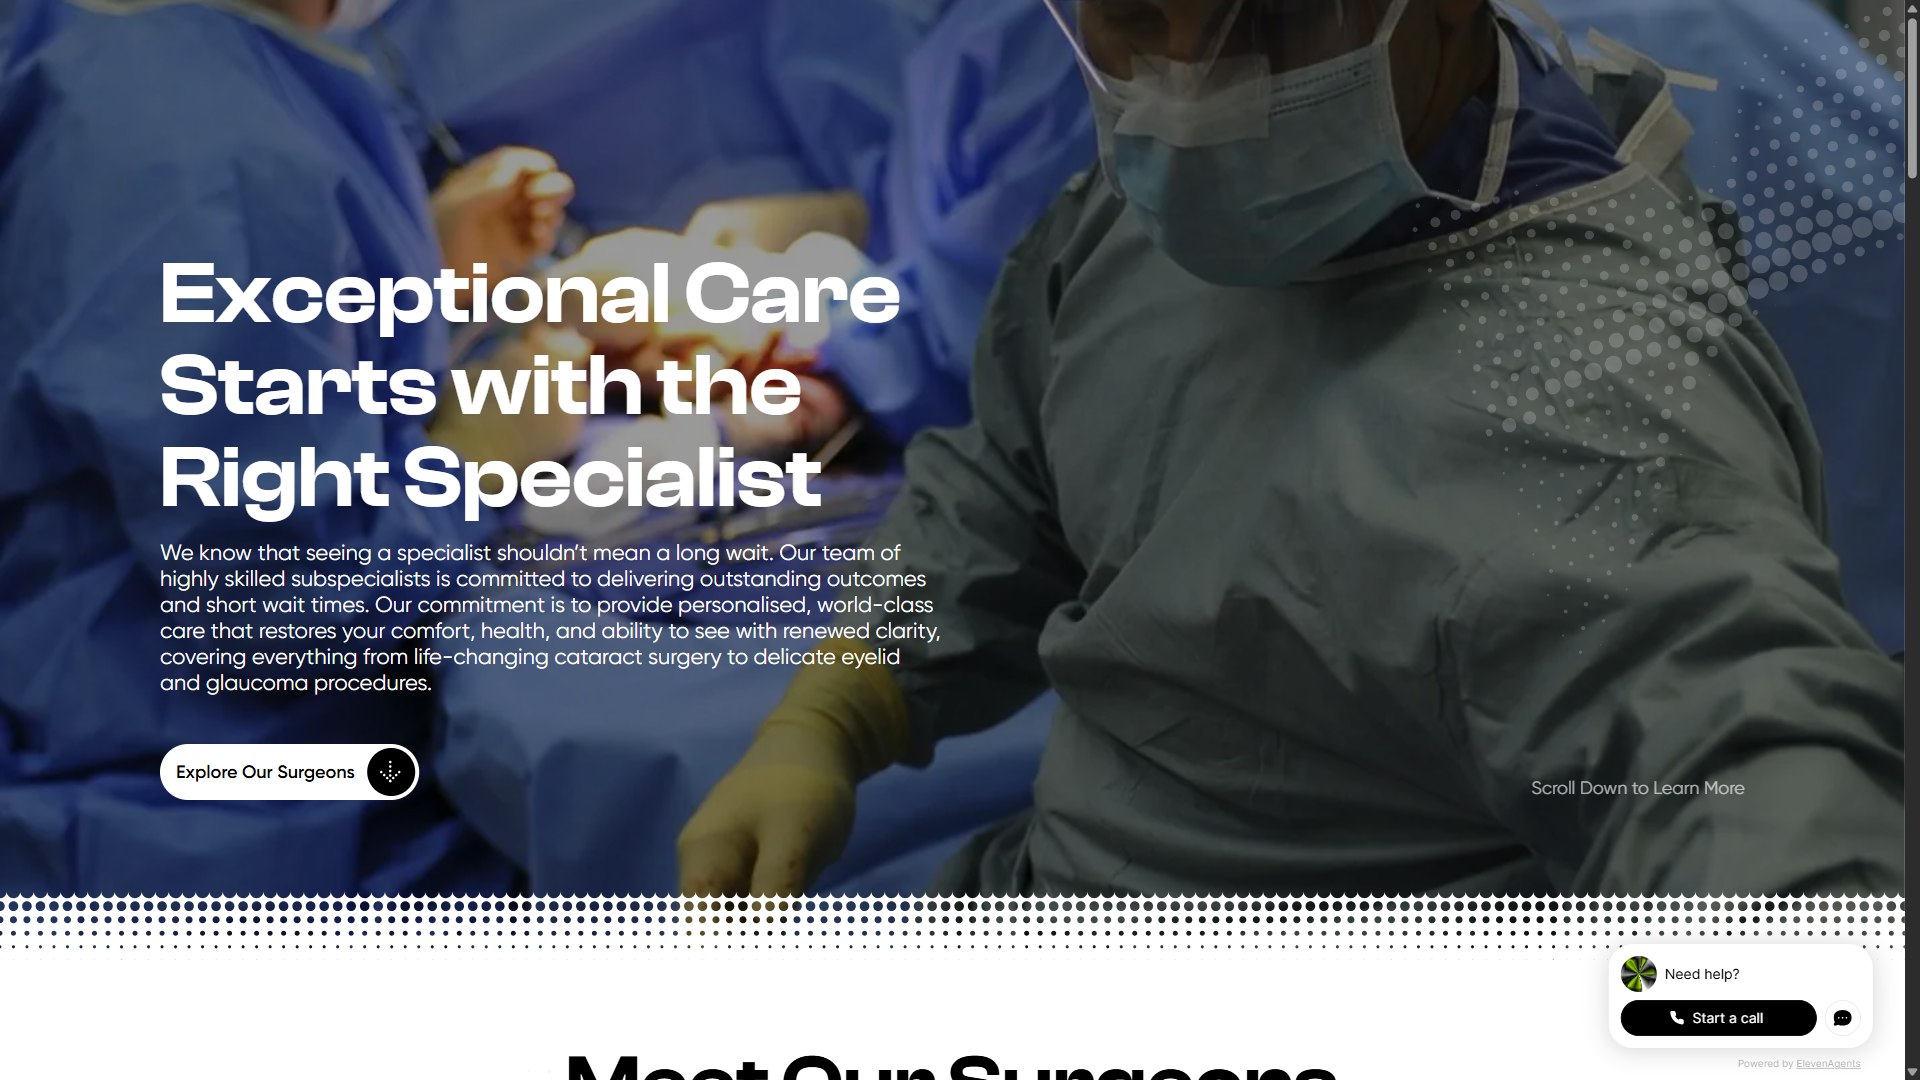 Exceptional Care
Starts with the
Right Specialist
We know that seeing a specialist shouldn't mean a long wait. Our team of
highly skilled subspecialists is committed to delivering outstanding outcomes
and short wait times. Our commitment is to provide personalised, world-class
care that restores your comfort, health, and ability to see with renewed clarity,
covering everything from life-changing cataract surgery to delicate eyelid
and glaucoma procedures.
Explore Our Surgeons
Scroll Down to Learn More
Need help?
Start a call
Powered by ElevenAgents
Meet Our Surgeons